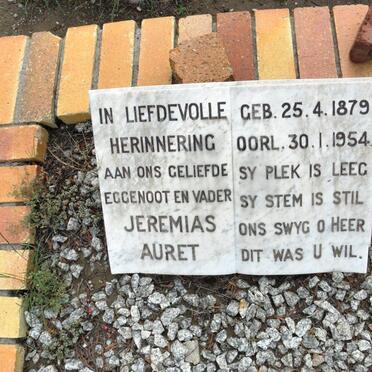 IN LIEFDEVOLLE
HERINNERING
AAN ONS GELIEFDE
EGGENOOT EN VADER
JEREMIAS
AURET
GEB. 25.4.1879
OORL. 30.1.1954.
SY PLEK IS LEEG
SY STEM IS STIL
ONS SWYG O HEER
DIT WAS U WIL.